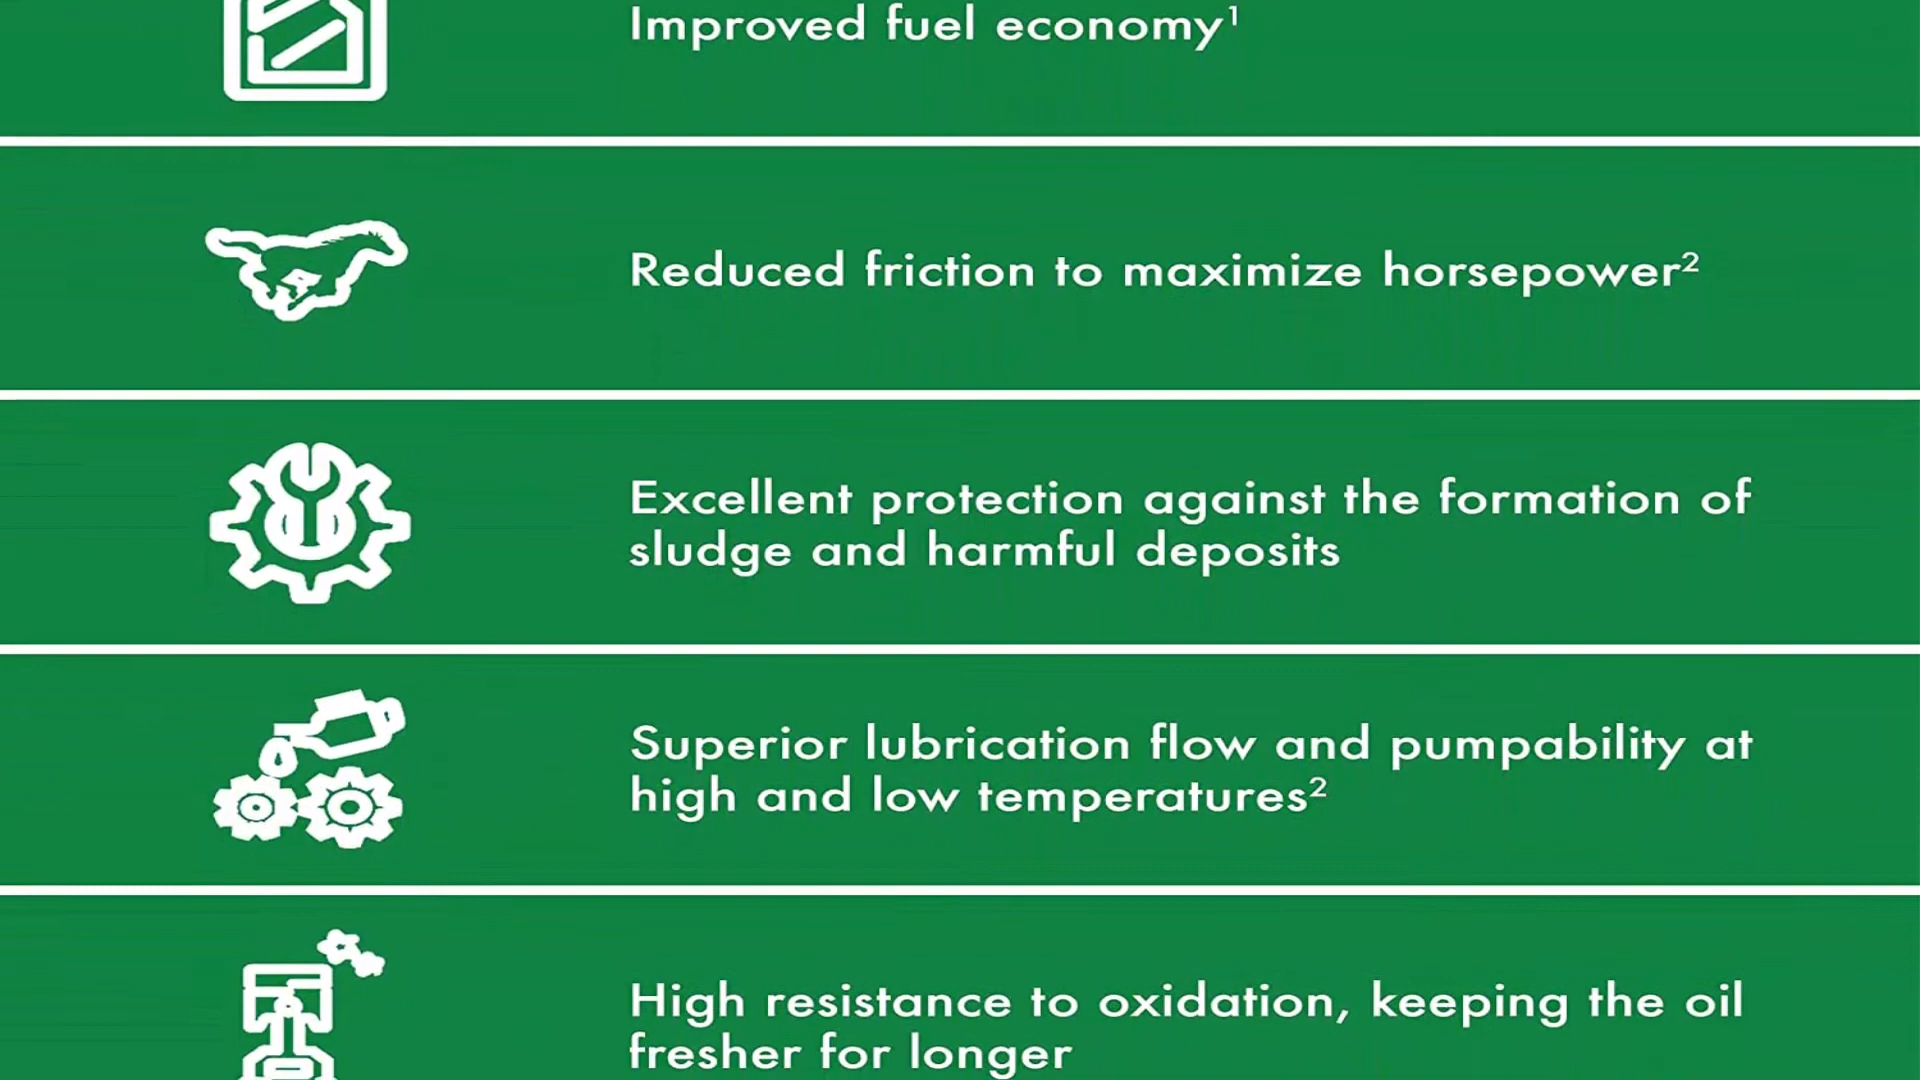 Improved fuel economy¹
Reduced friction to maximize horsepower²
Excellent protection against the formation of
sludge and harmful deposits
Superior lubrication flow and pumpability at
high and low temperatures²
High resistance to oxidation, keeping the oil
fresher for longer